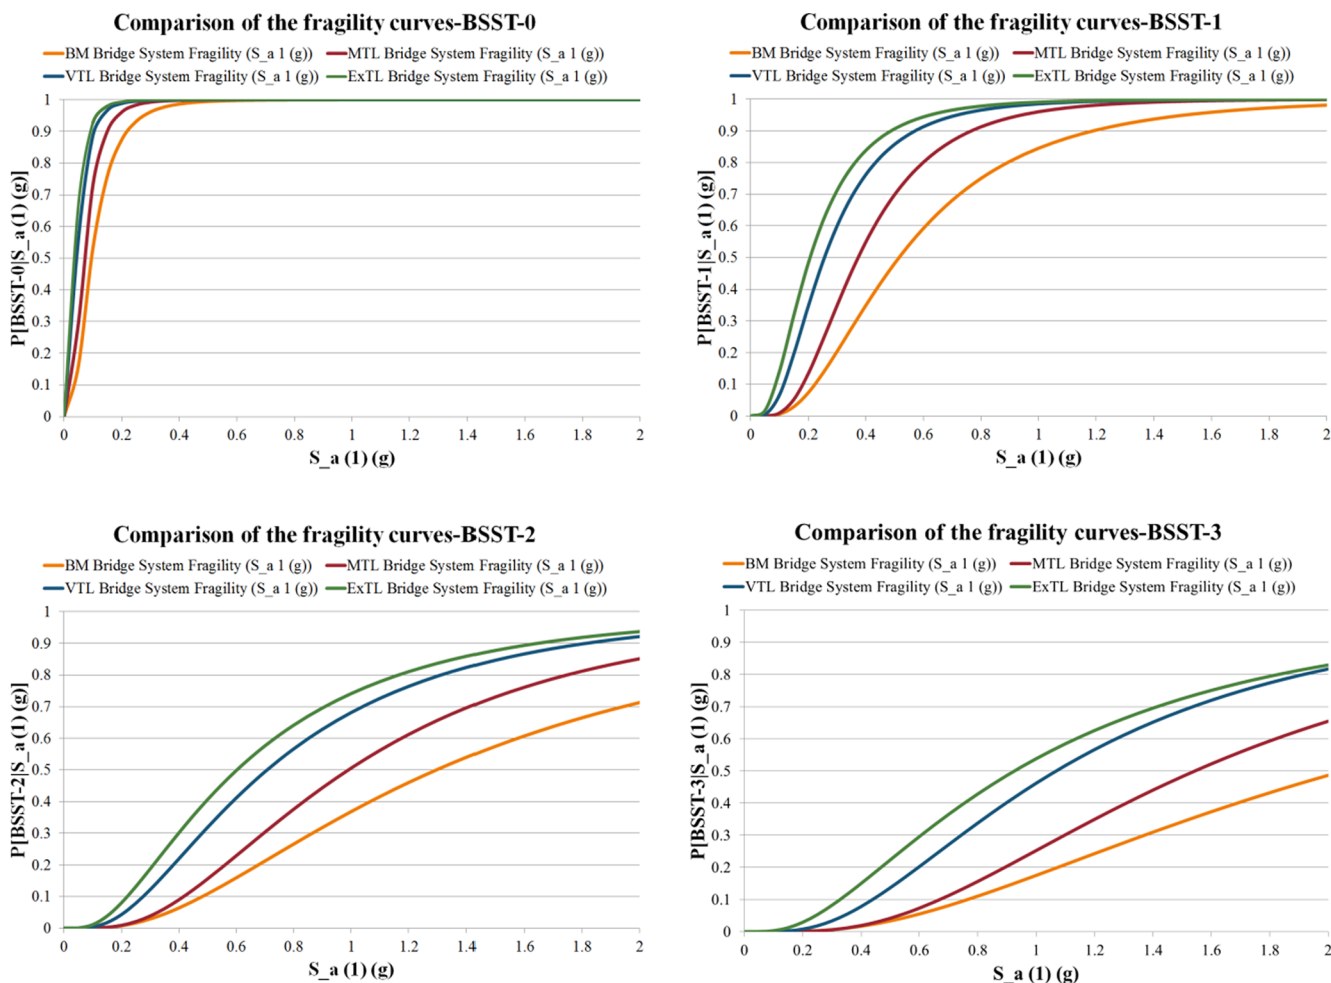 Comparison of the fragility curves-BSST-0
BM Bridge System Fragility (S_a 1 (g))
MTL Bridge System Fragility (S_a 1 (g))
VTL Bridge System Fragility (S_a 1 (g))
ExTL Bridge System Fragility (S_a 1 (g))
P[BSST-0|S_a (1) (g)]
1
0.9
0.8
0.7
0.6
0.5
0.4
0.3
0.2
0.1
0
0 0.2 0.4 0.6 0.8 1 1.2 1.4 1.6 1.8 2
S_a (1) (g)
Comparison of the fragility curves-BSST-1
BM Bridge System Fragility (S_a 1 (g))
MTL Bridge System Fragility (S_a 1 (g))
VTL Bridge System Fragility (S_a 1 (g))
ExTL Bridge System Fragility (S_a 1 (g))
P[BSST-1|S_a (1) (g)]
1
0.9
0.8
0.7
0.6
0.5
0.4
0.3
0.2
0.1
0
0 0.2 0.4 0.6 0.8 1 1.2 1.4 1.6 1.8 2
S_a (1) (g)
Comparison of the fragility curves-BSST-2
BM Bridge System Fragility (S_a 1 (g))
MTL Bridge System Fragility (S_a 1 (g))
VTL Bridge System Fragility (S_a 1 (g))
ExTL Bridge System Fragility (S_a 1 (g))
P[BSST-2|S_a (1) (g)]
1
0.9
0.8
0.7
0.6
0.5
0.4
0.3
0.2
0.1
0
0 0.2 0.4 0.6 0.8 1 1.2 1.4 1.6 1.8 2
S_a (1) (g)
Comparison of the fragility curves-BSST-3
BM Bridge System Fragility (S_a 1 (g))
MTL Bridge System Fragility (S_a 1 (g))
VTL Bridge System Fragility (S_a 1 (g))
ExTL Bridge System Fragility (S_a 1 (g))
P[BSST-3|S_a (1) (g)]
1
0.9
0.8
0.7
0.6
0.5
0.4
0.3
0.2
0.1
0
0 0.2 0.4 0.6 0.8 1 1.2 1.4 1.6 1.8 2
S_a (1) (g)